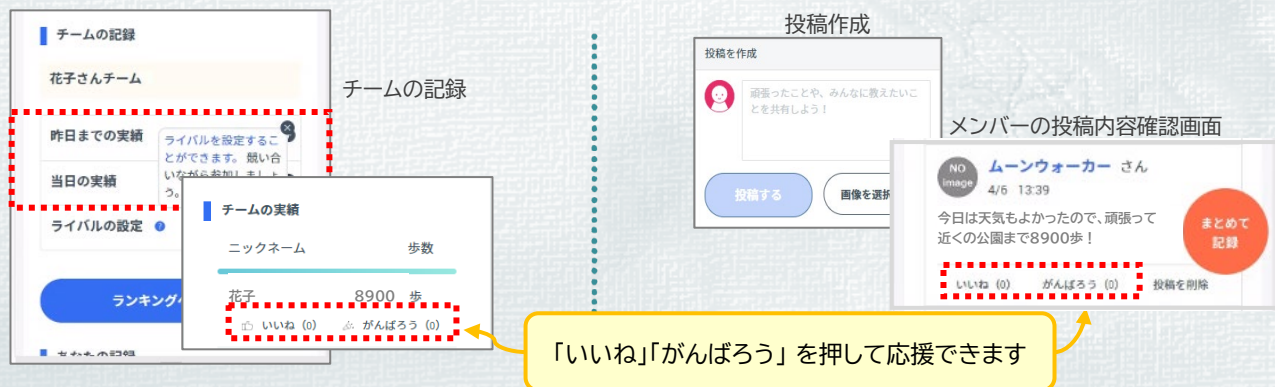 チームの記録
花子さんチーム
昨日までの実績
当日の実績
ライバルの設定
ライバルを設定するこ
とができます。競い合
いながら参加しましょ
う。
ランキング
あなたの記録
チームの記録
チームの実績
ニックネーム 歩数
花子 8900 歩
いいね (0) がんばろう (0)
投稿作成
投稿を作成
頑張ったことや、みんなに教えたいこ
とを共有しよう！
投稿する 画像を選択
メンバーの投稿内容確認画面
NO
image
ムーンウォーカー さん
4/6 13:39
今日は天気もよかったので、頑張って
近くの公園まで8900歩！
まとめて
記録
いいね (0) がんばろう (0) 投稿を削除
「いいね」「がんばろう」を押して応援できます